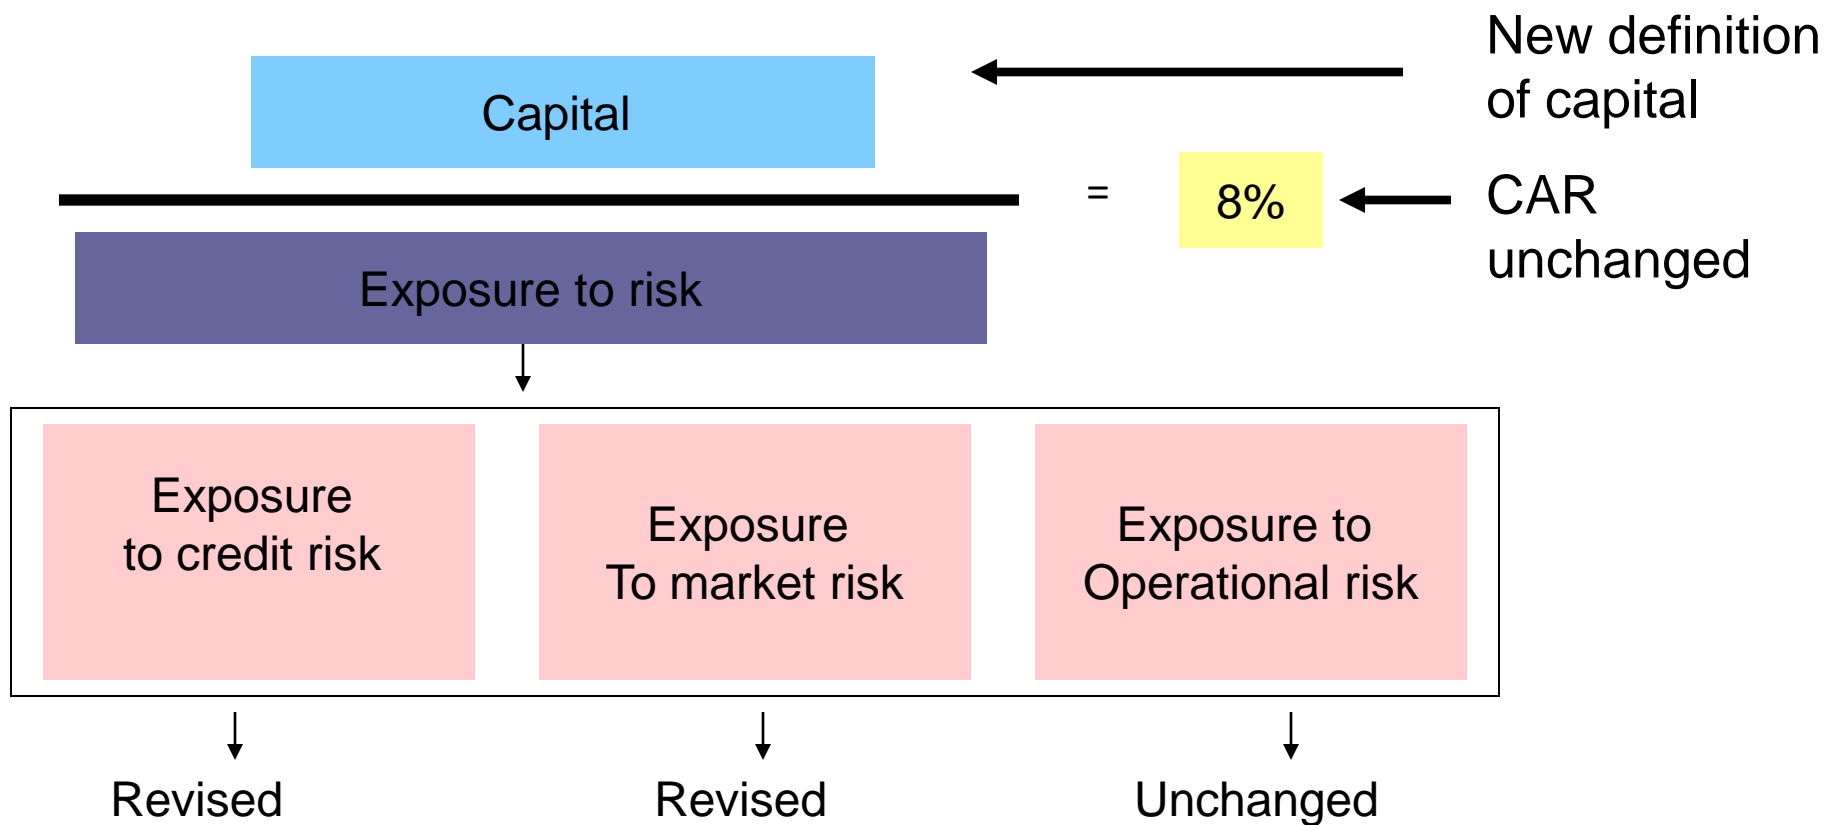 New definition
of capital
Capital
=
8%
CAR
unchanged
Exposure to risk
Exposure
to credit risk
Exposure
To market risk
Exposure to
Operational risk
Revised
Revised
Unchanged